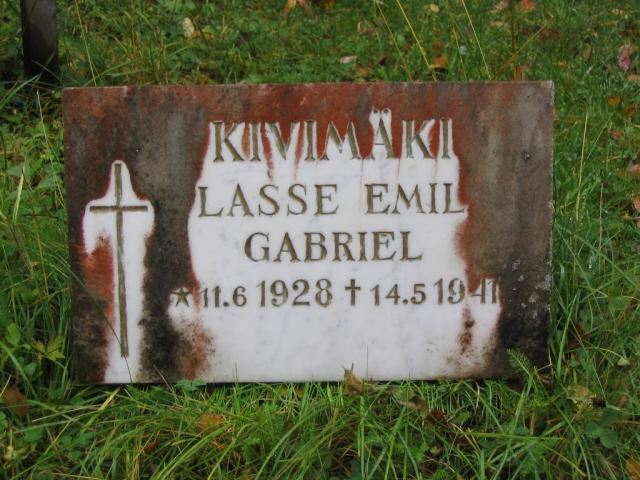 KIVIMÄKI
LASSE EMIL
GABRIEL
* 11.6 1928 † 14.5 1941